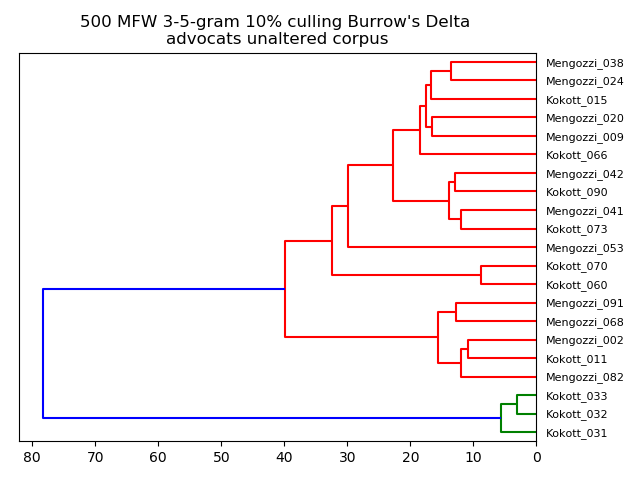 500 MFW 3-5-gram 10% culling Burrow's Delta
advocats unaltered corpus
Mengozzi_038
Mengozzi_024
Kokott_015
Mengozzi_020
Mengozzi_009
Kokott_066
Mengozzi_042
Kokott_090
Mengozzi_041
Kokott_073
Mengozzi_053
Kokott_070
Kokott_060
Mengozzi_091
Mengozzi_068
Mengozzi_002
Kokott_011
Mengozzi_082
Kokott_033
Kokott_032
Kokott_031
80 70 60 50 40 30 20 10 0